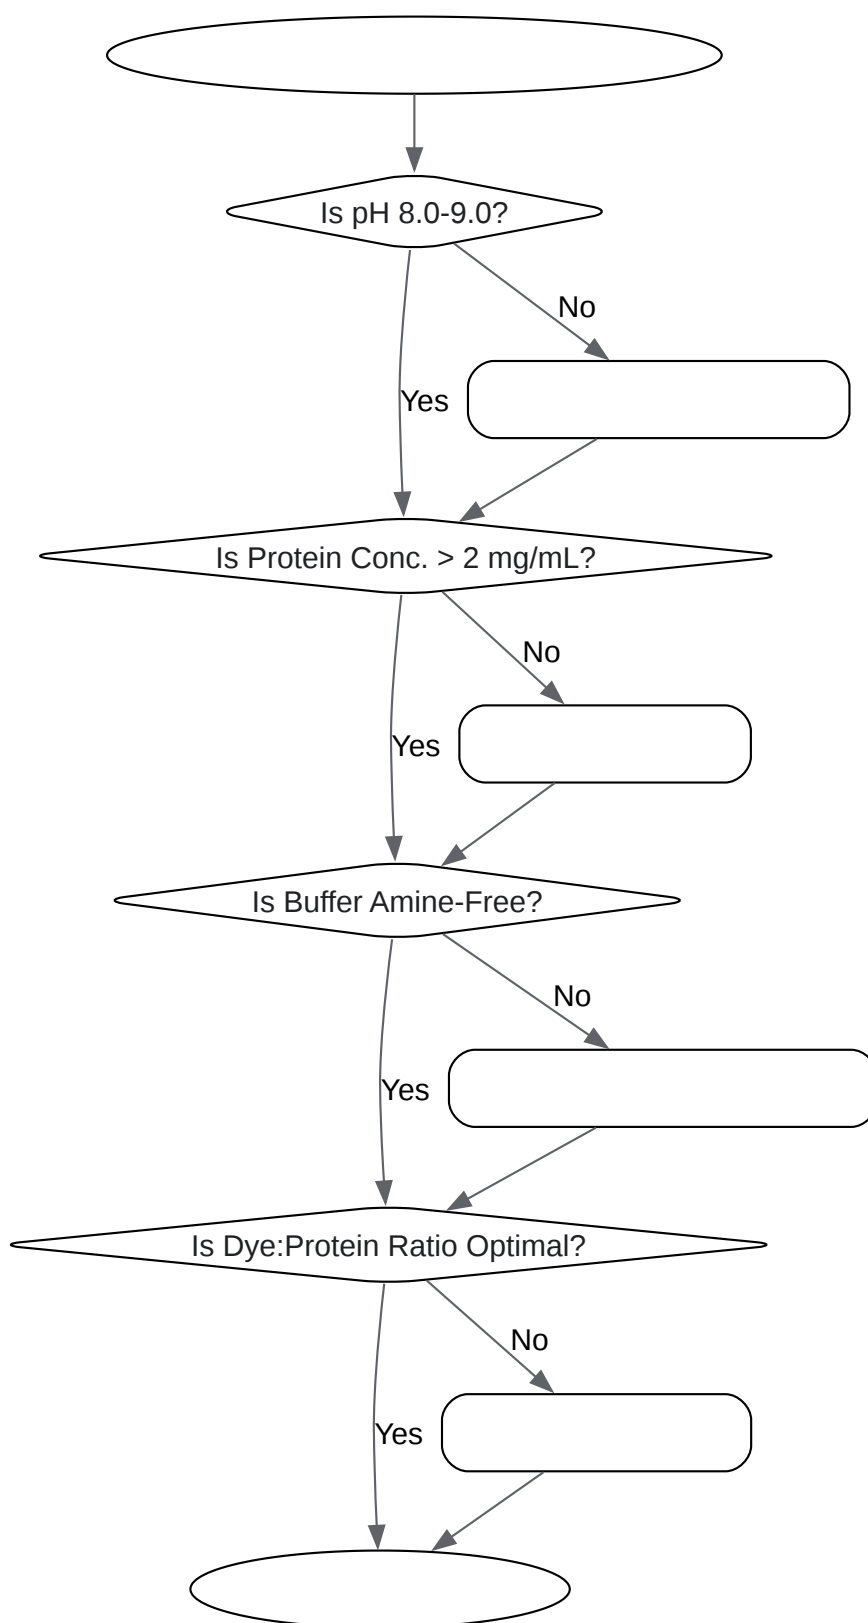 Is pH 8.0-9.0?
No
Yes
Is Protein Conc. > 2 mg/mL?
No
Yes
Is Buffer Amine-Free?
No
Yes
Is Dye:Protein Ratio Optimal?
No
Yes